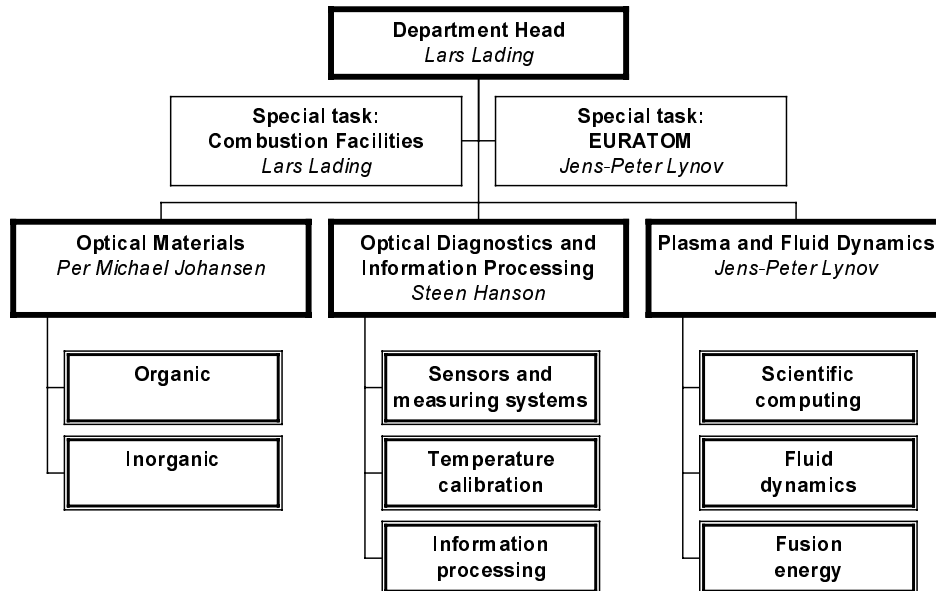 Department Head
Lars Lading
Special task:
Combustion Facilities
Lars Lading
Special task:
EURATOM
Jens-Peter Lynov
Optical Materials
Per Michael Johansen
Optical Diagnostics and
Information Processing
Steen Hanson
Plasma and Fluid Dynamics
Jens-Peter Lynov
Organic
Inorganic
Sensors and
measuring systems
Temperature
calibration
Information
processing
Scientific
computing
Fluid
dynamics
Fusion
energy